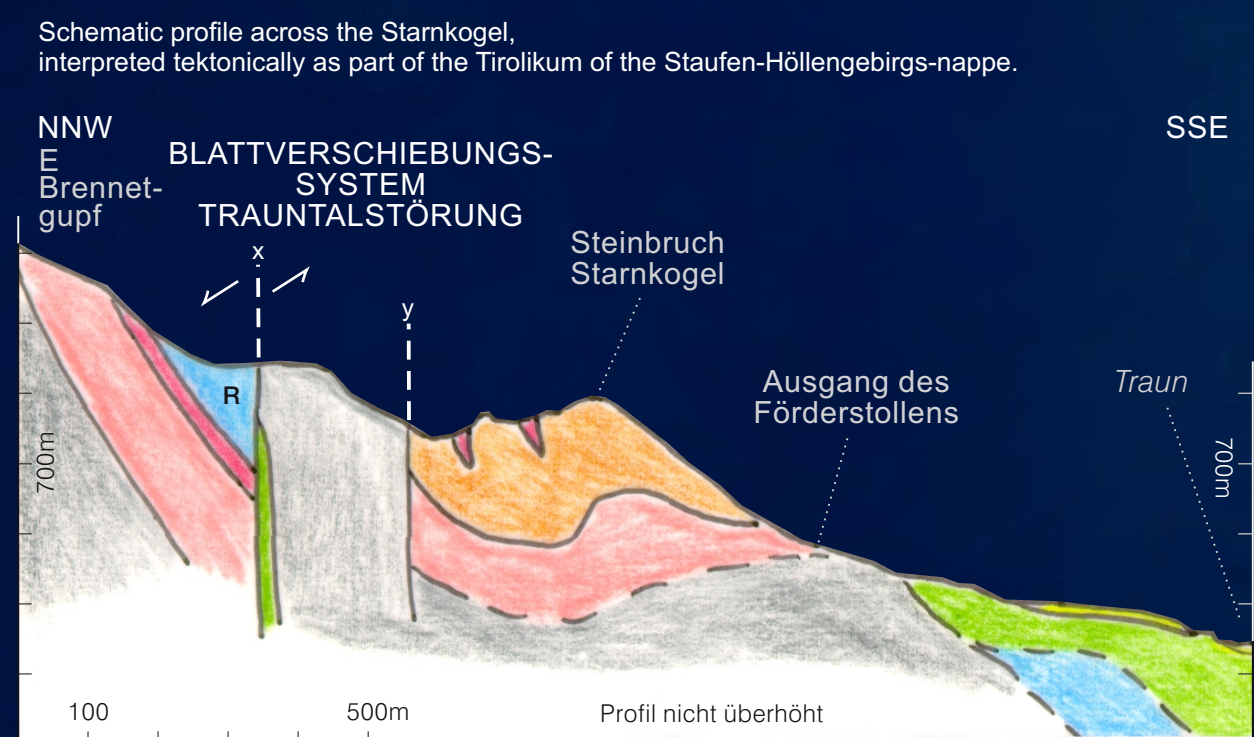 Schematic profile across the Starnkogel,
interpreted tektonically as part of the Tirolikum of the Staufen-Höllengebirgs-nappe.
NNW
E
Brennet-
gupf
BLATTVERSCHIEBUNGS-
SYSTEM
TRAUNTALSTÖRUNG
SSE
x
y
Steinbruch
Starnkogel
Ausgang des
Förderstollens
Traun
R
700m
700m
100
500m
Profil nicht überhöht